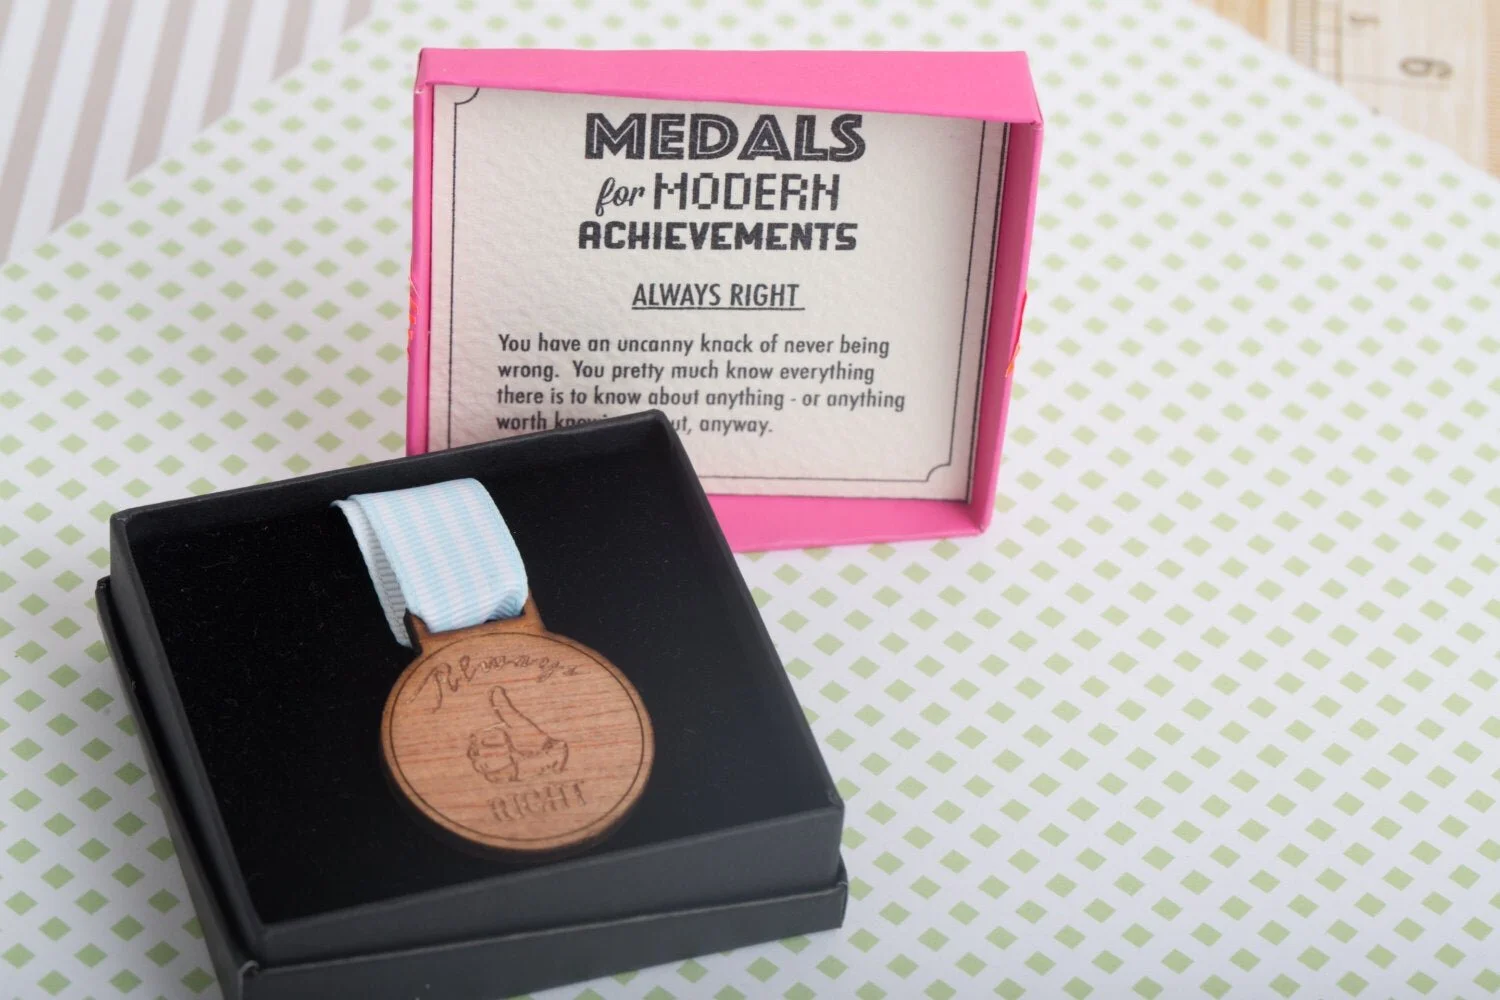 MEDALS
for MODERN
ACHIEVEMENTS
ALWAYS RIGHT
You have an uncanny knack of never being
wrong. You pretty much know everything
there is to know about anything - or anything
worth anyway.
Always
RIGHT
9